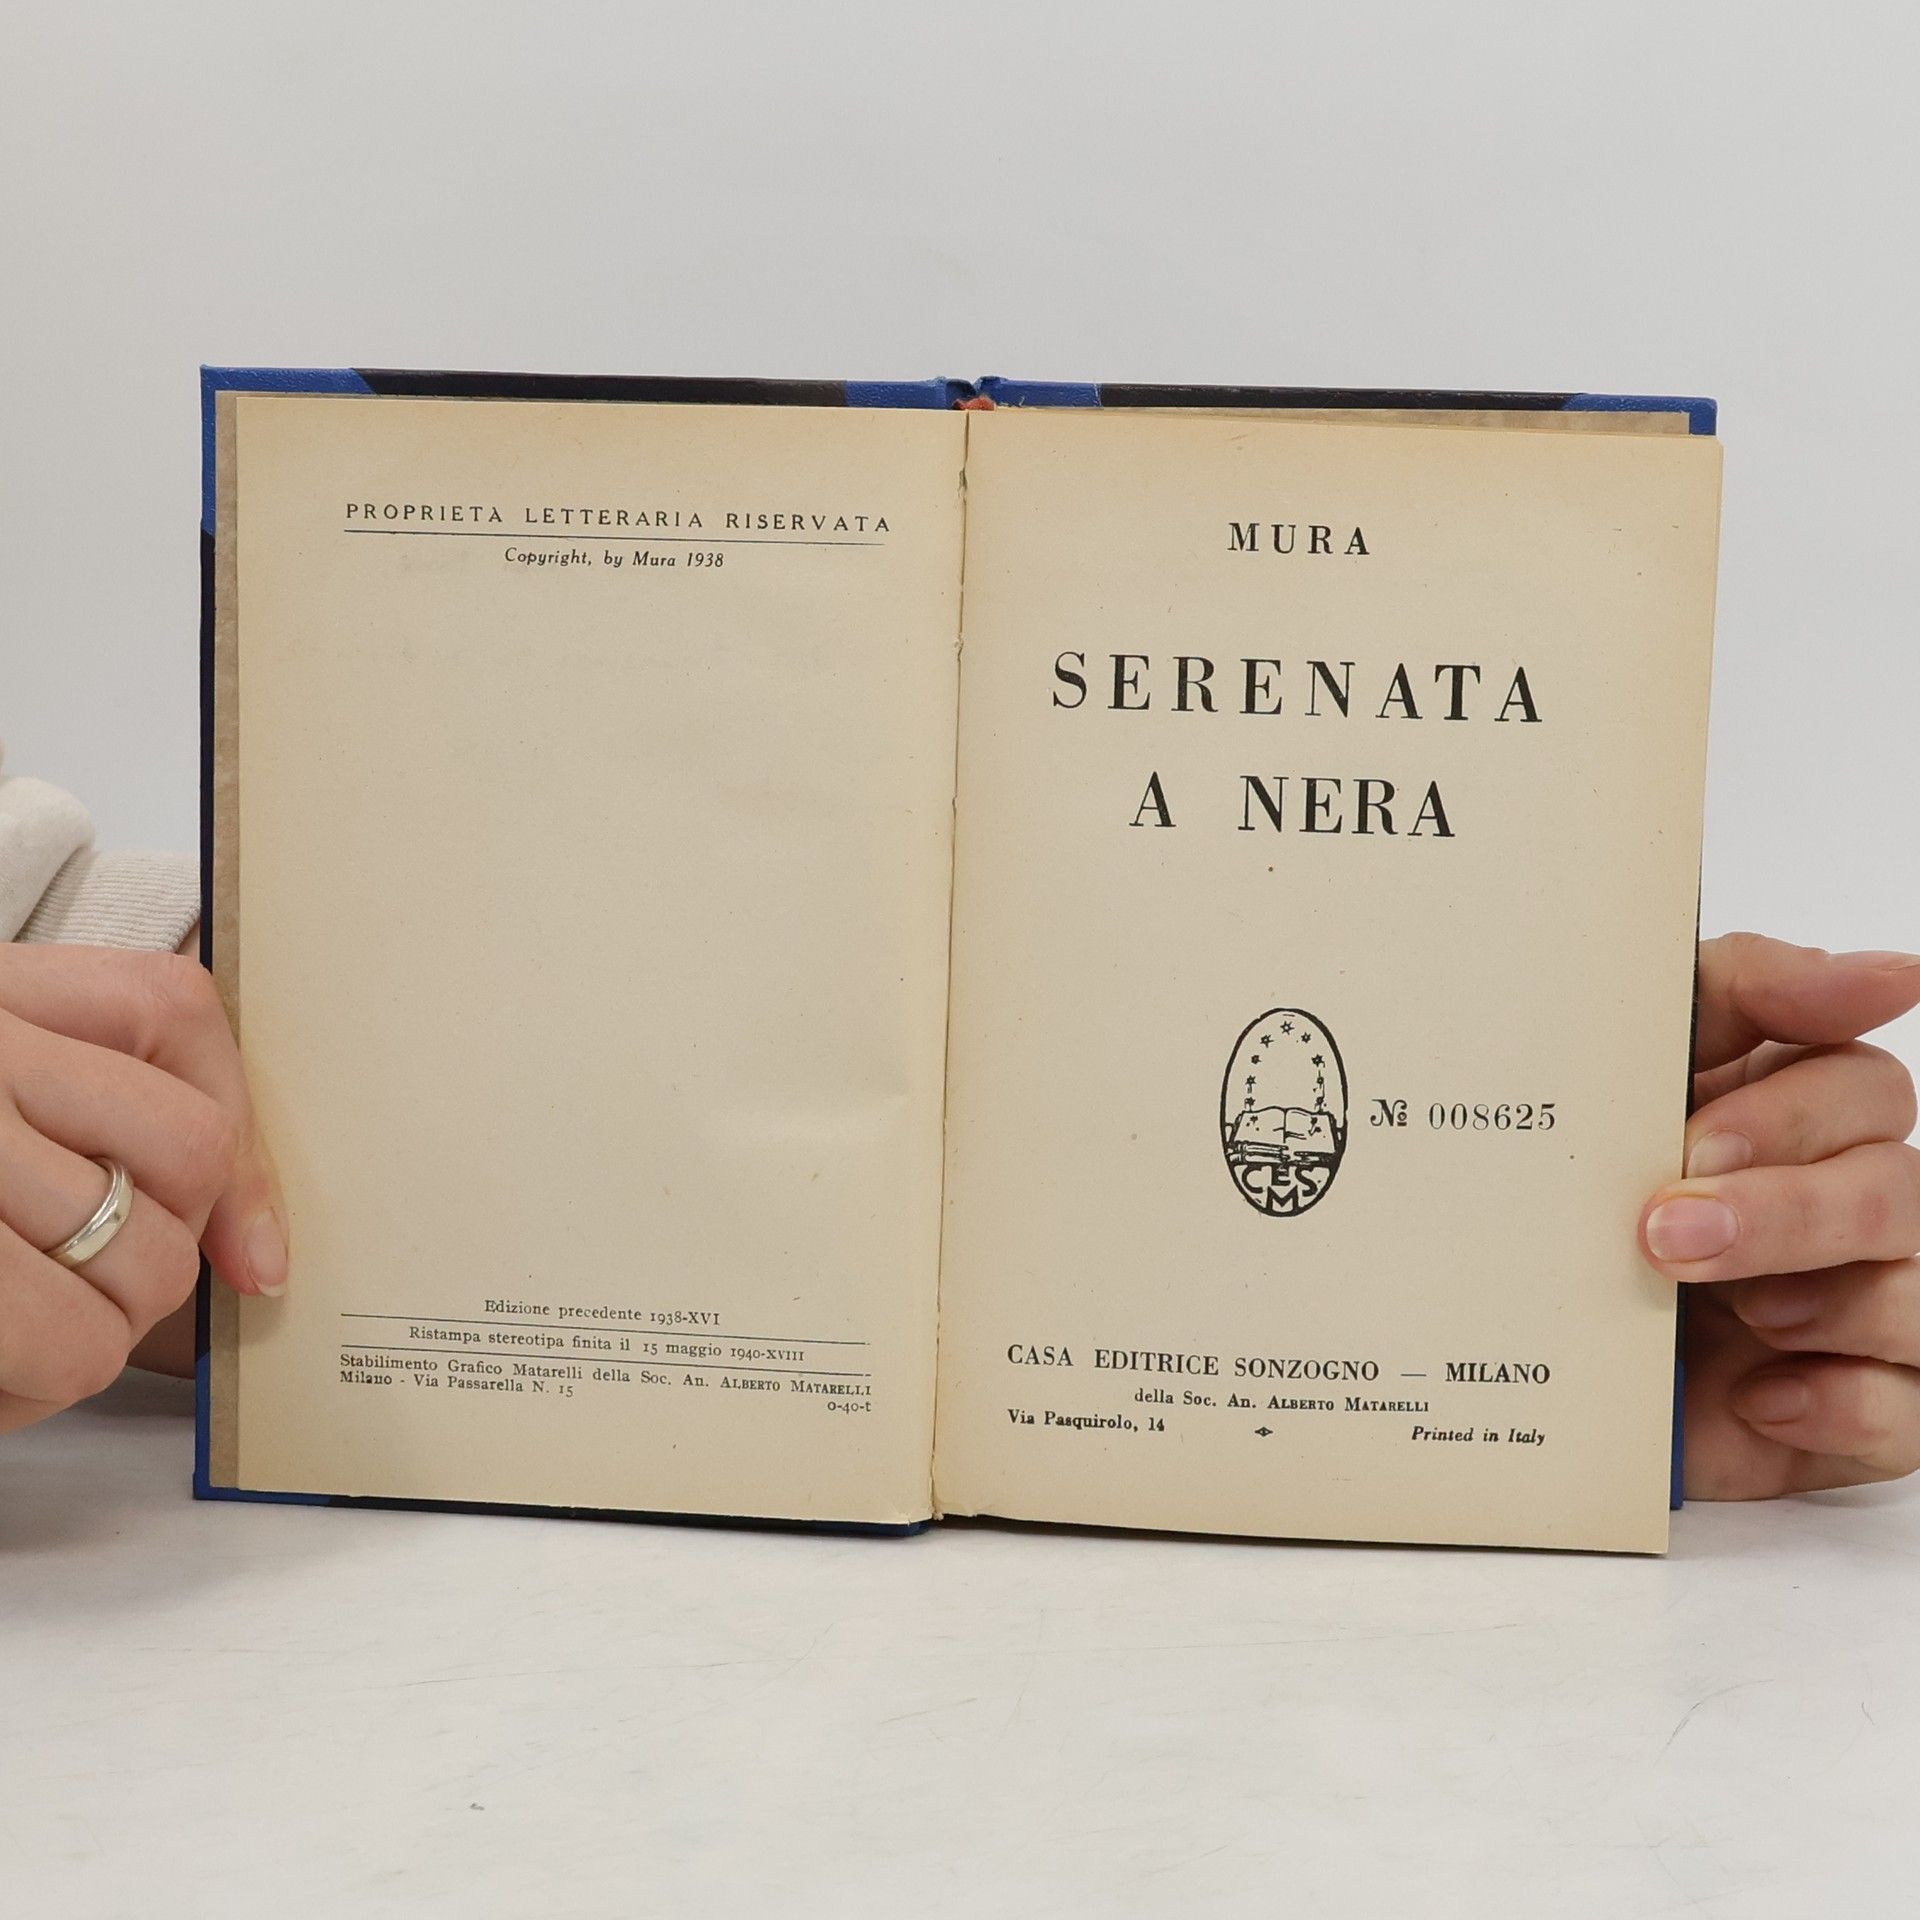 PROPRIETÀ LETTERARIA RISERVATA
Copyright, by Mura 1938
Edizione precedente 1938-XVI
Ristampa stereotipa finita il 15 maggio 1940-XVIII
Stabilimento Grafico Matarelli della Soc. An. ALBERTO MATARELLI
Milano - Via Passarella N. 15
0-40-t
MURA
SERENATA
A NERA
№ 008625
CESM
CASA EDITRICE SONZOGNO — MILANO
della Soc. An. ALBERTO MATARELLI
Via Pasquirolo, 14 Printed in Italy